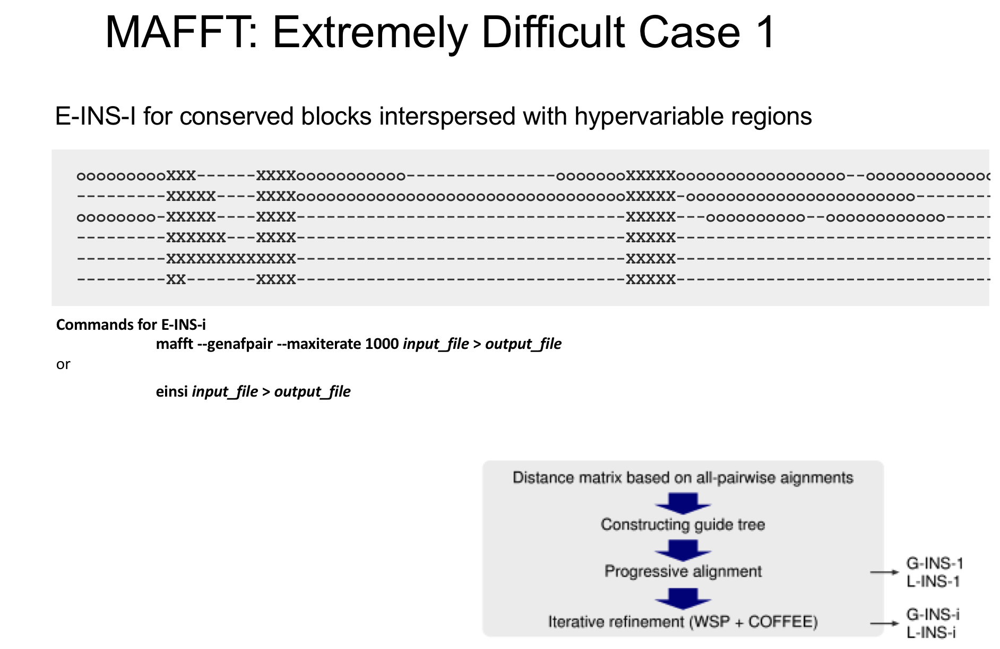 MAFFT: Extremely Difficult Case 1
E-INS-I for conserved blocks interspersed with hypervariable regions
oooooooooXXX------XXXXooooooooooo---------------oooooooXXXXXooooooooooooooooo--ooooooooooooo
---------XXXXX----XXXXoooooooooooooooooooooooooooooooooXXXXX-ooooooooooooooooooooooo--------
oooooooo-XXXXX----XXXX---------------------------------XXXXX---oooooooooo--oooooooooooo-----
---------XXXXXX---XXXX---------------------------------XXXXX--------------------------------
---------XXXXXXXXXXXXX---------------------------------XXXXX--------------------------------
---------XX-------XXXX---------------------------------XXXXX--------------------------------
Commands for E-INS-i
mafft --genafpair --maxiterate 1000 input_file > output_file
or
einsi input_file > output_file
Distance matrix based on all-pairwise aignments
Constructing guide tree
Progressive alignment
G-INS-1
L-INS-1
Iterative refinement (WSP + COFFEE)
G-INS-i
L-INS-i